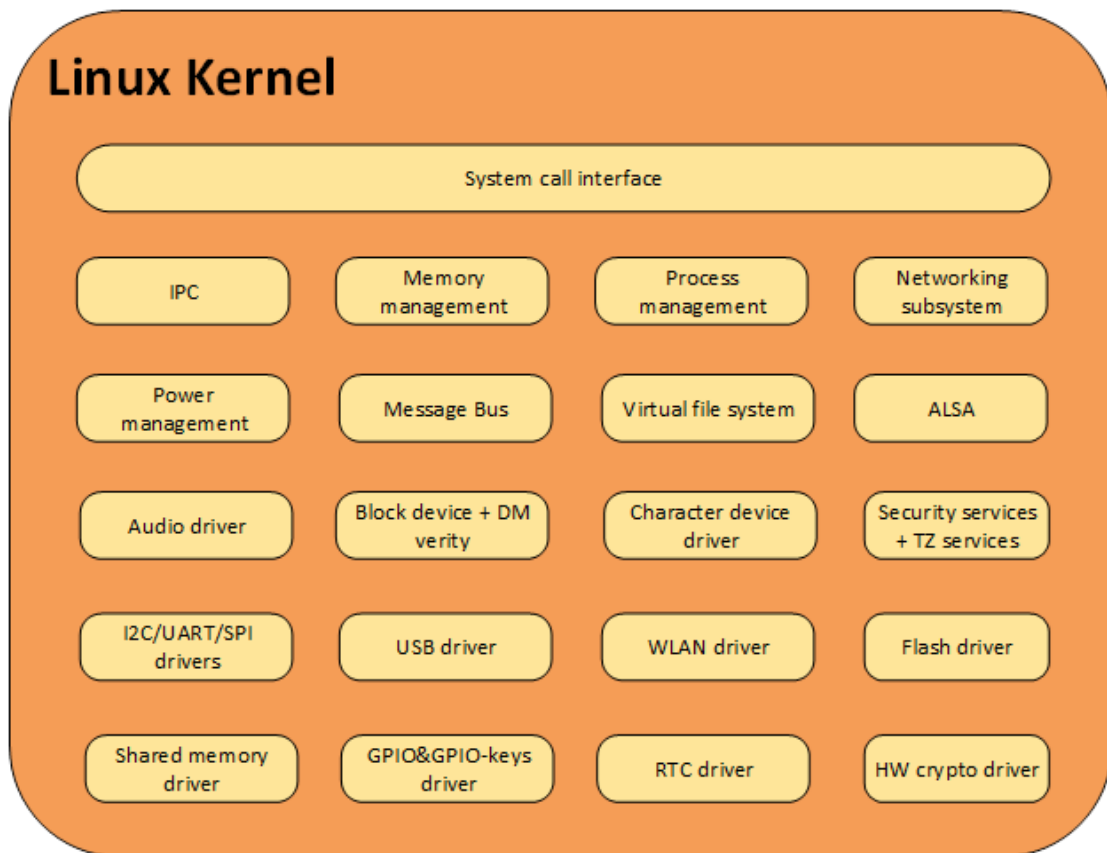 Linux Kernel
System call interface
IPC
Memory
management
Process
management
Networking
subsystem
Power
management
Message Bus
Virtual file system
ALSA
Audio driver
Block device + DM
verity
Character device
driver
Security services
+ TZ services
I2C/UART/SPI
drivers
USB driver
WLAN driver
Flash driver
Shared memory
driver
GPIO&GPIO-keys
driver
RTC driver
HW crypto driver